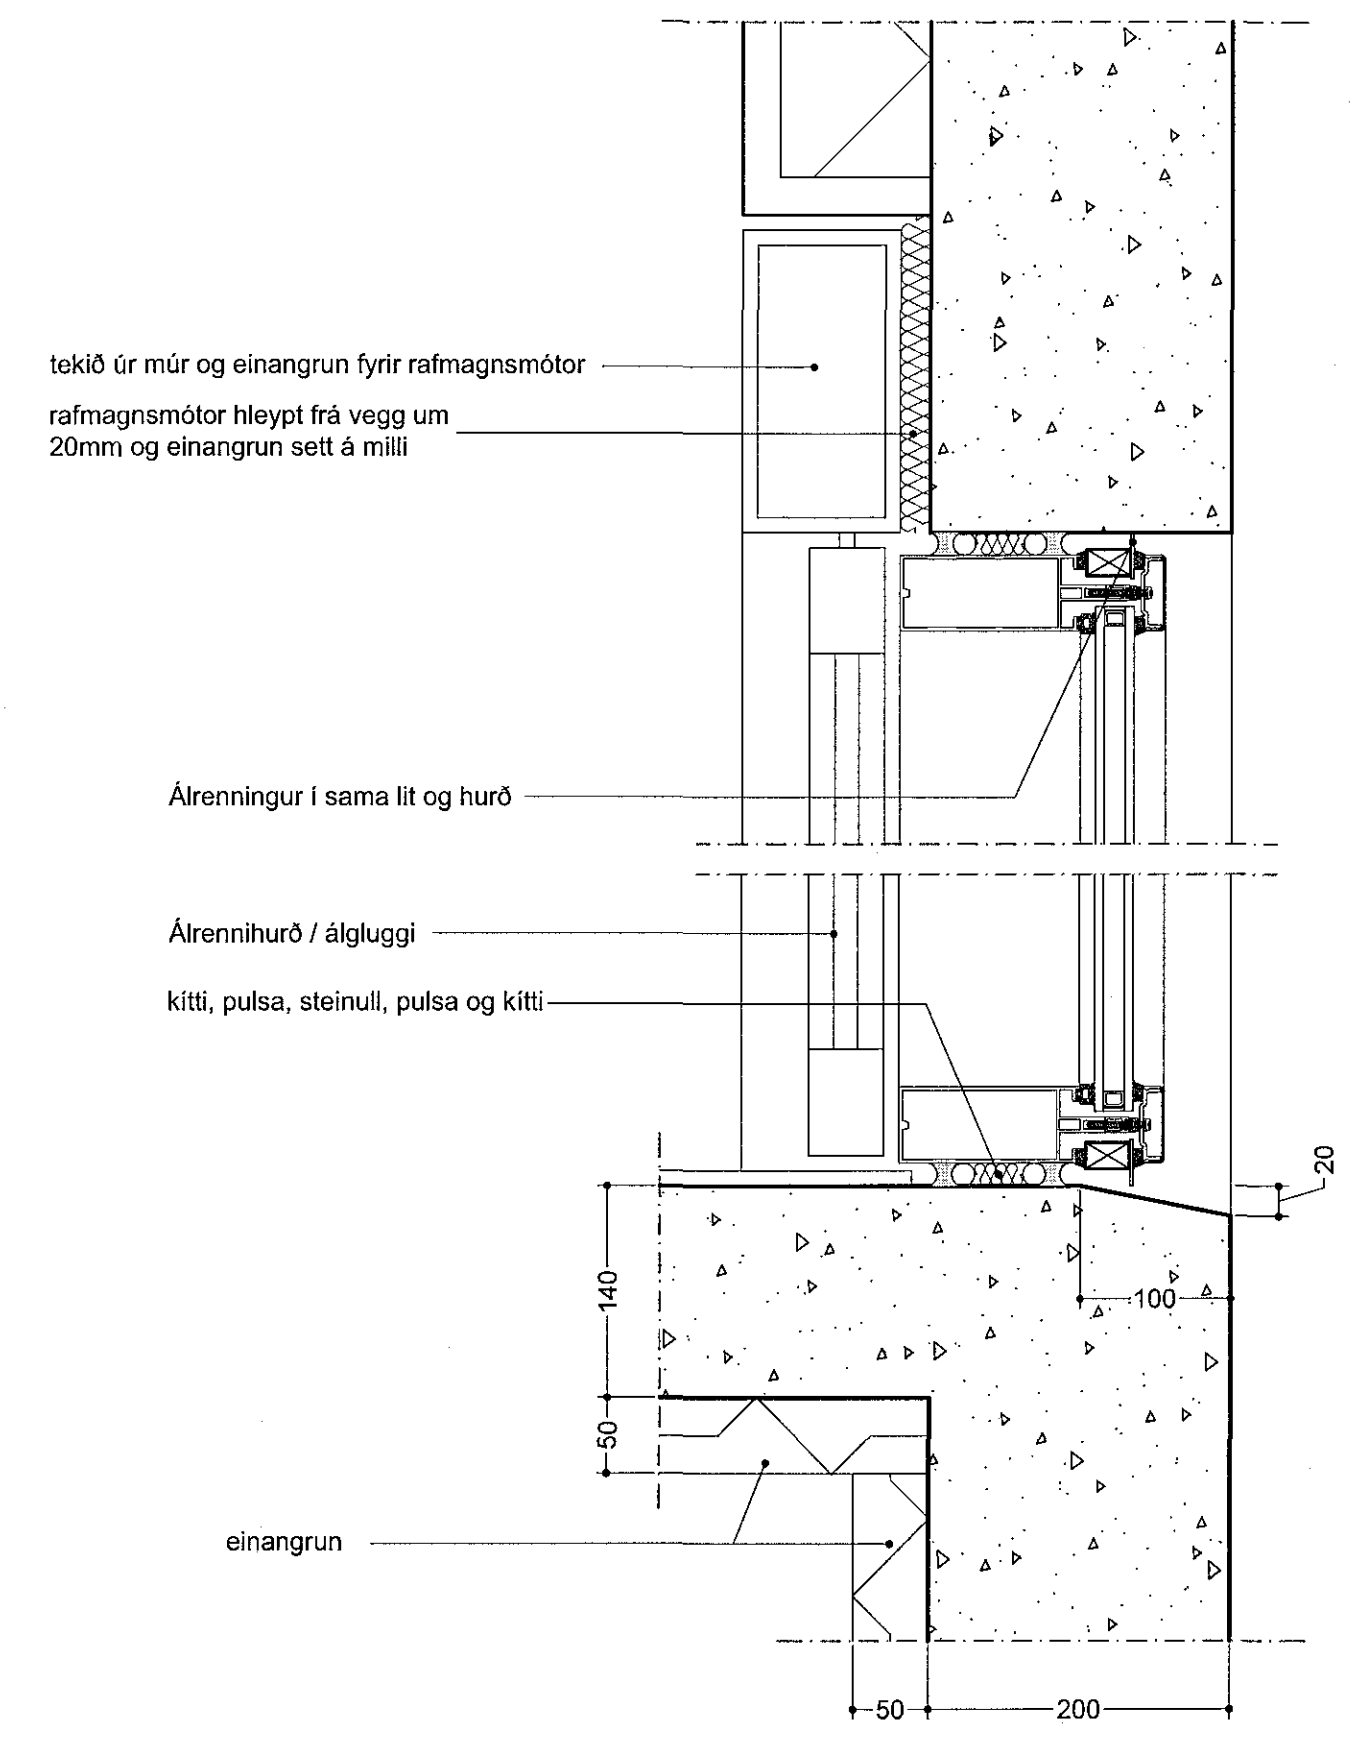 tekið úr múr og einangrun fyrir rafmagnsmótor
rafmagnsmótor hleypt frá vegg um
20mm og einangrun sett á milli
Álrenningur í sama lit og hurð
Álrennihurð / álgluggi
kítti, pulsa, steinull, pulsa og kítti
20
140
100
50
einangrun
50
200